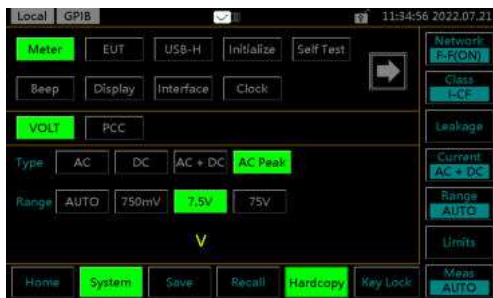 Local GPIB 11:34:56 2022.07.21
Meter EUT USB-H Initialize Self Test
Beep Display Interface Clock
VOLT PCC
Type AC DC AC + DC AC Peak
Range AUTO 750mV 7.5V 75V
V
Home System Save Recall Hardcopy Key Lock
Network
F-F(ON)
Class
I-CF
Leakage
Current
AC + DC
Range
AUTO
Limits
Meas
AUTO